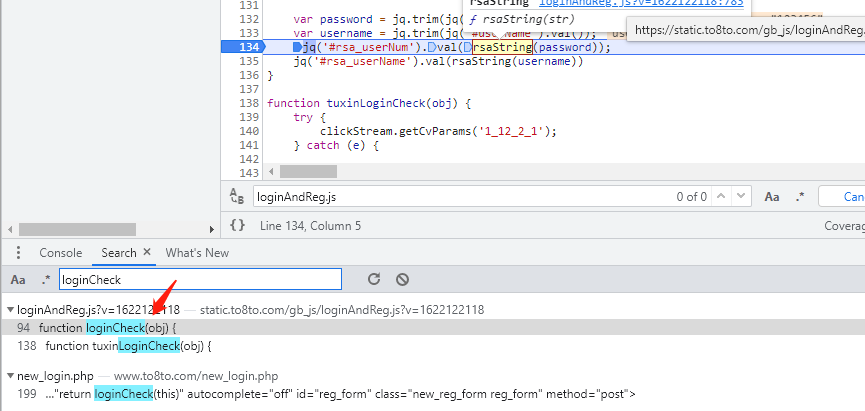 131
rsaString loginAndReg.js?v=1622122118:783
132 var password = jq.trim(jq(
ƒ rsaString(str)
133 var username = jq.trim(jq(
https://static.to8to.com/gb_js/loginAndReg
134 jq('#rsa_userNum').val(rsaString(password));
135 jq('#rsa_userName').val(rsaString(username))
136 }
137
138 function tuxinLoginCheck(obj) {
139 try {
140 clickStream.getCvParams('1_12_2_1');
141 } catch (e) {
142
143
A B loginAndReg.js 0 of 0 Aa .* Can
{} Line 134, Column 5 Coverag
Console Search × What's New
Aa .* loginCheck
loginAndReg.js?v=1622122118 — static.to8to.com/gb_js/loginAndReg.js?v=1622122118
94 function loginCheck(obj) {
138 function tuxinLoginCheck(obj) {
new_login.php — www.to8to.com/new_login.php
199 ..."return loginCheck(this)" autocomplete="off" id="reg_form" class="new_reg_form reg_form" method="post">